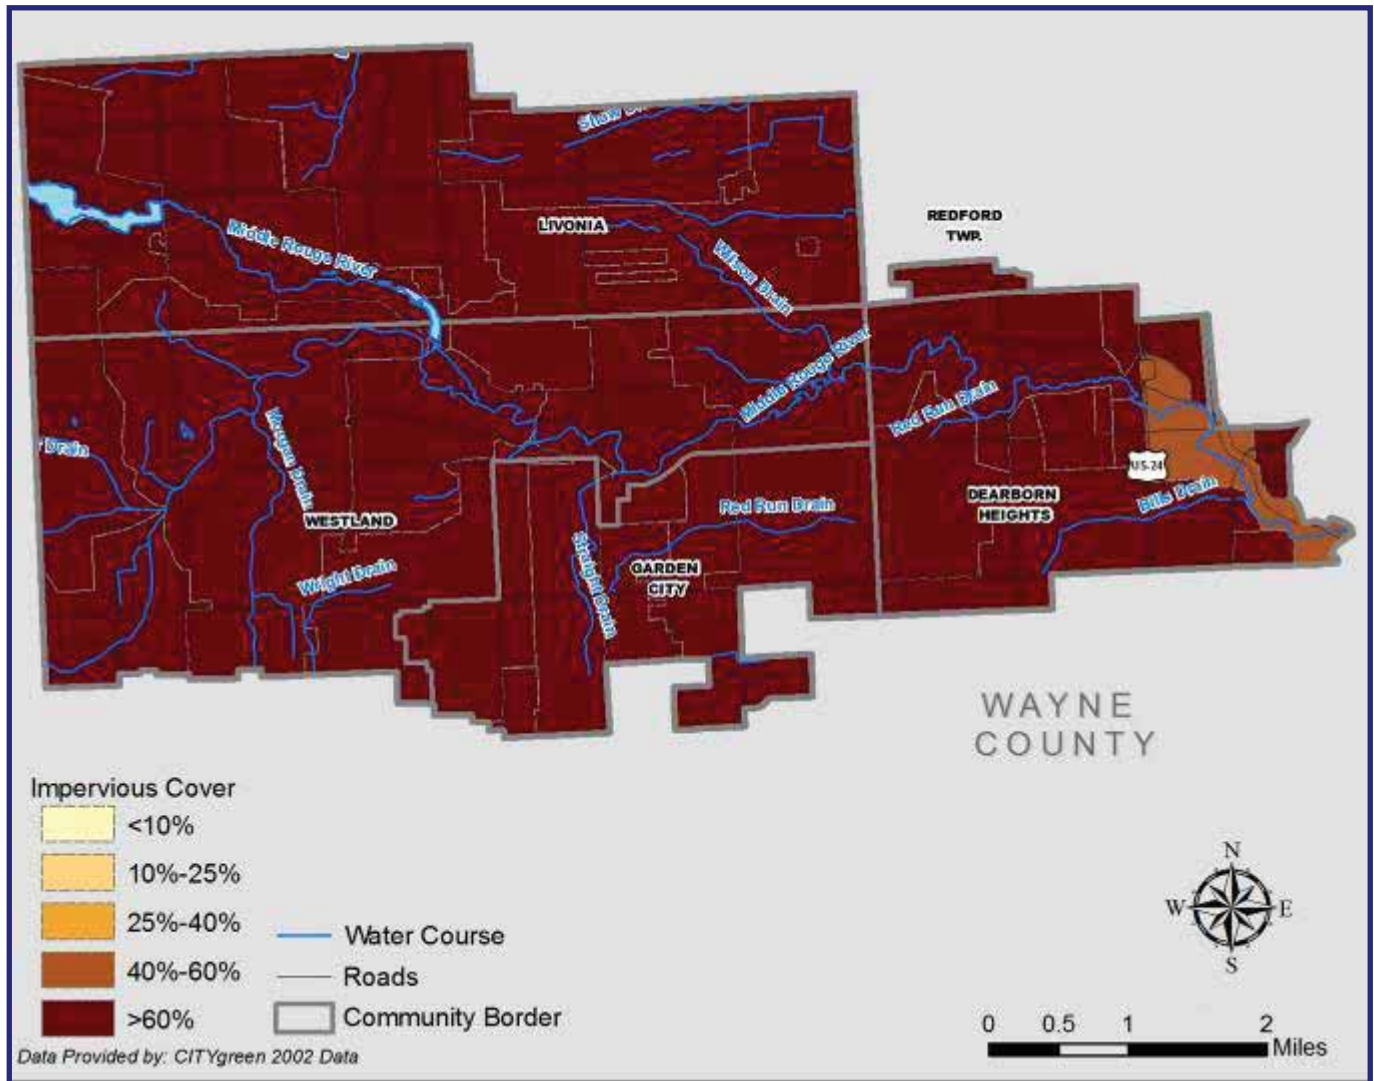 Shaw
REDFORD
TWP.
LIVONIA
Middle Rouge River
Wilson Drain
Middle Rouge River
Red Run Drain
Drain
US-24
DEARBORN
HEIGHTS
Bills Drain
WESTLAND
Red Run Drain
Straight Drain
GARDEN
CITY
Wright Drain
WAYNE
COUNTY
Impervious Cover
<10%
10%-25%
25%-40%
40%-60%
>60%
Water Course
Roads
Community Border
N
W
E
S
0
0.5
1
2
Miles
Data Provided by: CITYgreen 2002 Data